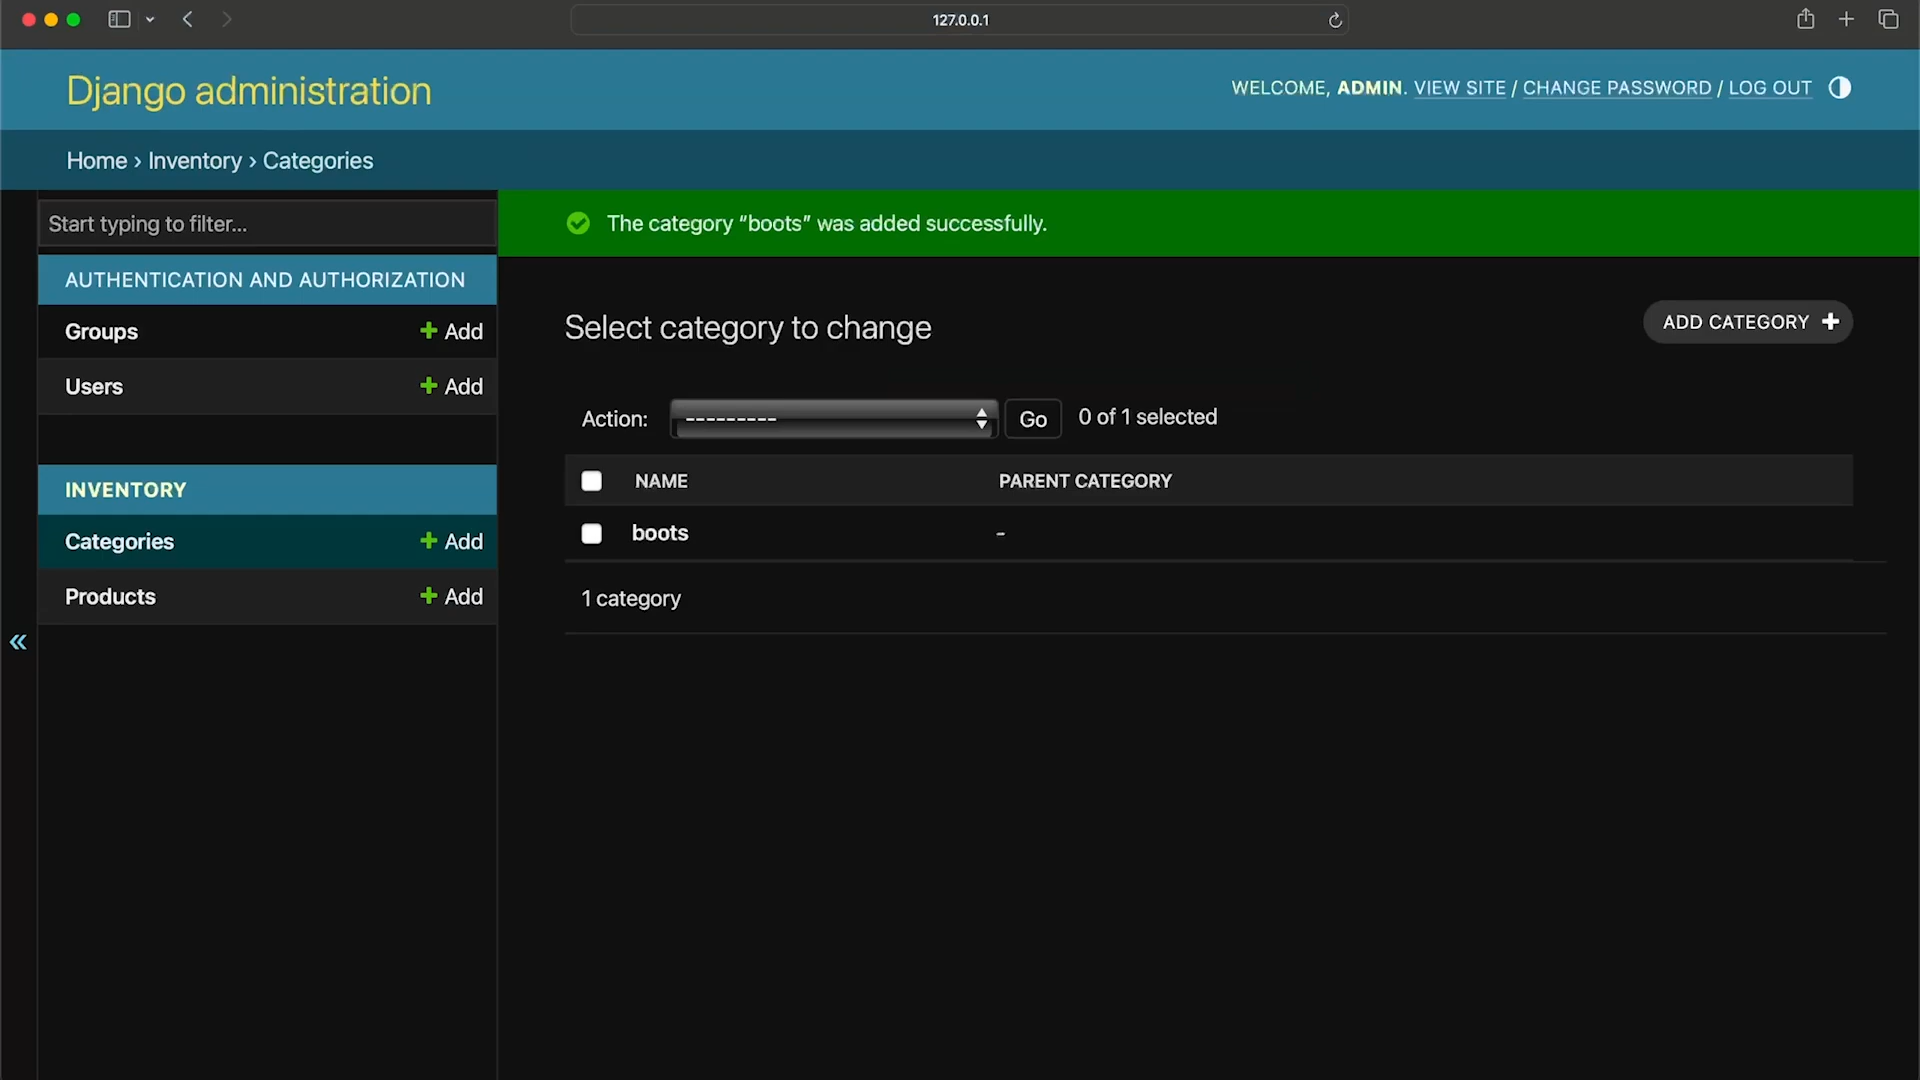 127.0.0.1
Django administration
WELCOME, ADMIN. VIEW SITE / CHANGE PASSWORD / LOG OUT
Home › Inventory › Categories
Start typing to filter...
AUTHENTICATION AND AUTHORIZATION
Groups Add
Users Add
INVENTORY
Categories Add
Products Add
«
The category “boots” was added successfully.
Select category to change
ADD CATEGORY
Action: --------- Go 0 of 1 selected
NAME PARENT CATEGORY
boots -
1 category